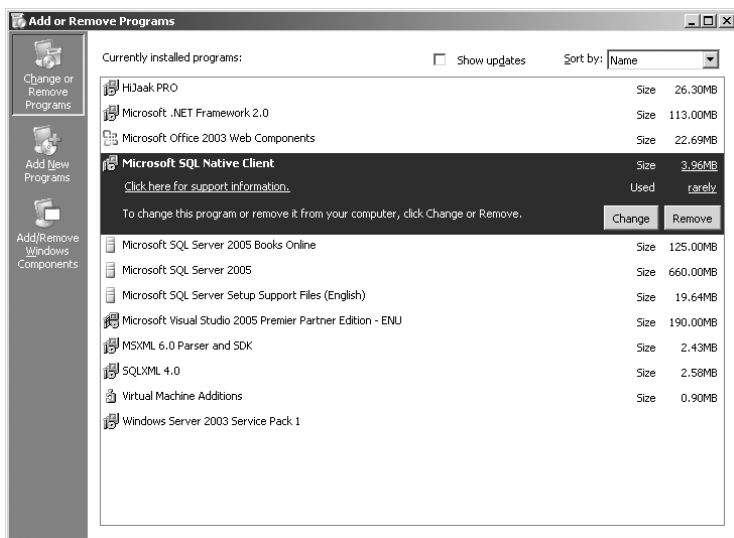 Add or Remove Programs
Change or
Remove
Programs
Add New
Programs
Add/Remove
Windows
Components
Currently installed programs:
Show updates
Sort by: Name
HiJaak PRO Size 26.30MB
Microsoft .NET Framework 2.0 Size 113.00MB
Microsoft Office 2003 Web Components Size 22.69MB
Microsoft SQL Native Client Size 3.96MB
Click here for support information. Used rarely
To change this program or remove it from your computer, click Change or Remove. Change Remove
Microsoft SQL Server 2005 Books Online Size 125.00MB
Microsoft SQL Server 2005 Size 660.00MB
Microsoft SQL Server Setup Support Files (English) Size 19.64MB
Microsoft Visual Studio 2005 Premier Partner Edition - ENU Size 190.00MB
MSXML 6.0 Parser and SDK Size 2.43MB
SQLXML 4.0 Size 2.58MB
Virtual Machine Additions Size 0.90MB
Windows Server 2003 Service Pack 1